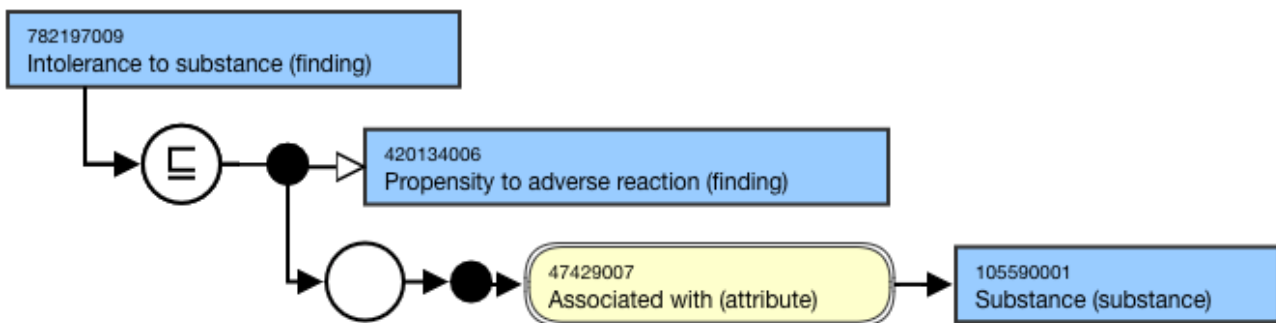 782197009
Intolerance to substance (finding)
⊑
420134006
Propensity to adverse reaction (finding)
47429007
Associated with (attribute)
105590001
Substance (substance)